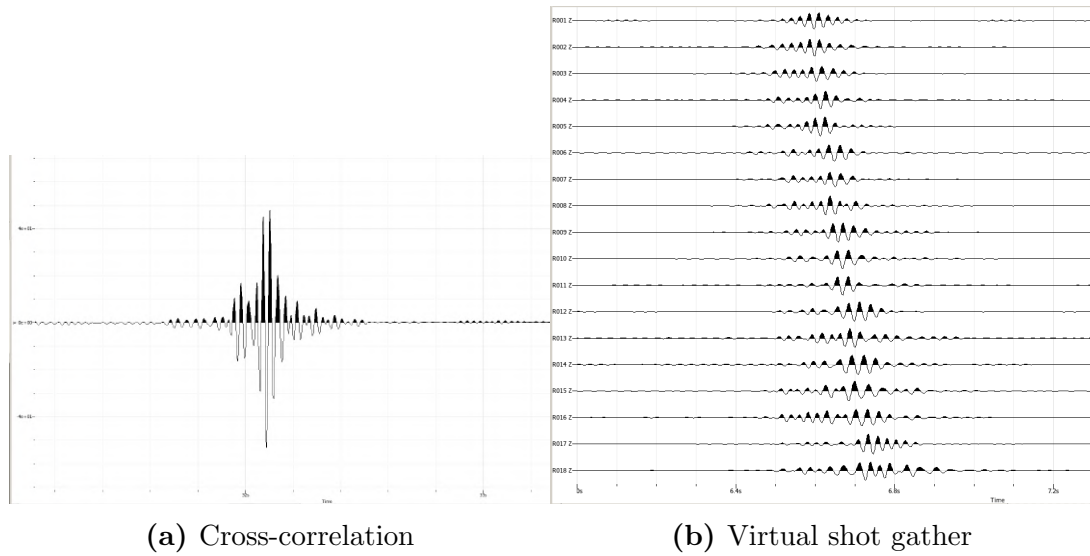 Time
R001 Z
R002 Z
R003 Z
R004 Z
R005 Z
R006 Z
R007 Z
R008 Z
R009 Z
R010 Z
R011 Z
R012 Z
R013 Z
R014 Z
R015 Z
R016 Z
R017 Z
R018 Z
0s 6.4s 6.8s 7.2s
Time
(a) Cross-correlation
(b) Virtual shot gather